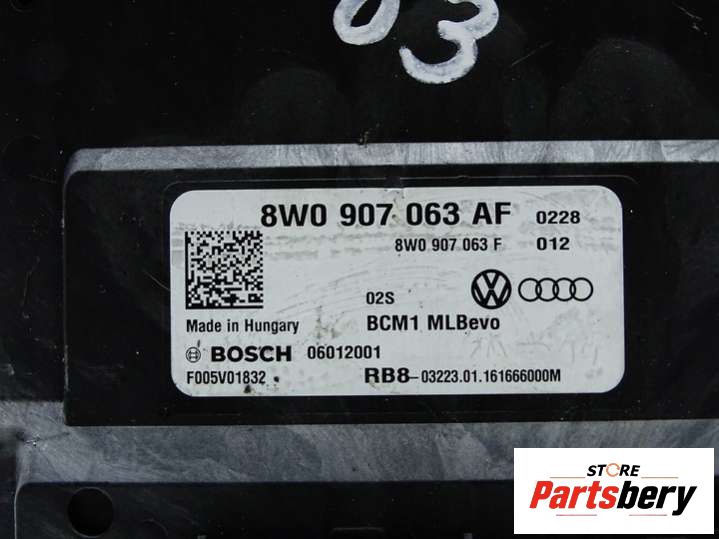 03
8W0 907 063 AF 0228
8W0 907 063 F 012
02S
Made in Hungary BCM1 MLBevo
BOSCH 06012001
F005V01832 RB8-03223.01.161666000M
STORE
Partsbery